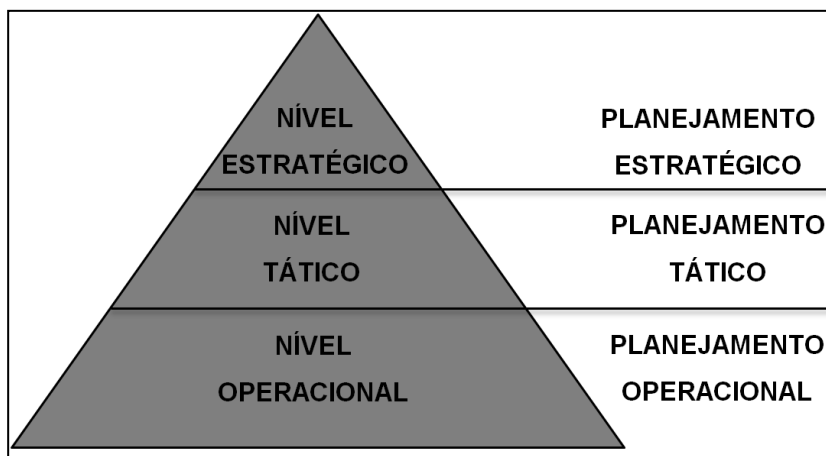 NÍVEL
ESTRATÉGICO
PLANEJAMENTO
ESTRATÉGICO
NÍVEL
TÁTICO
PLANEJAMENTO
TÁTICO
NÍVEL
OPERACIONAL
PLANEJAMENTO
OPERACIONAL